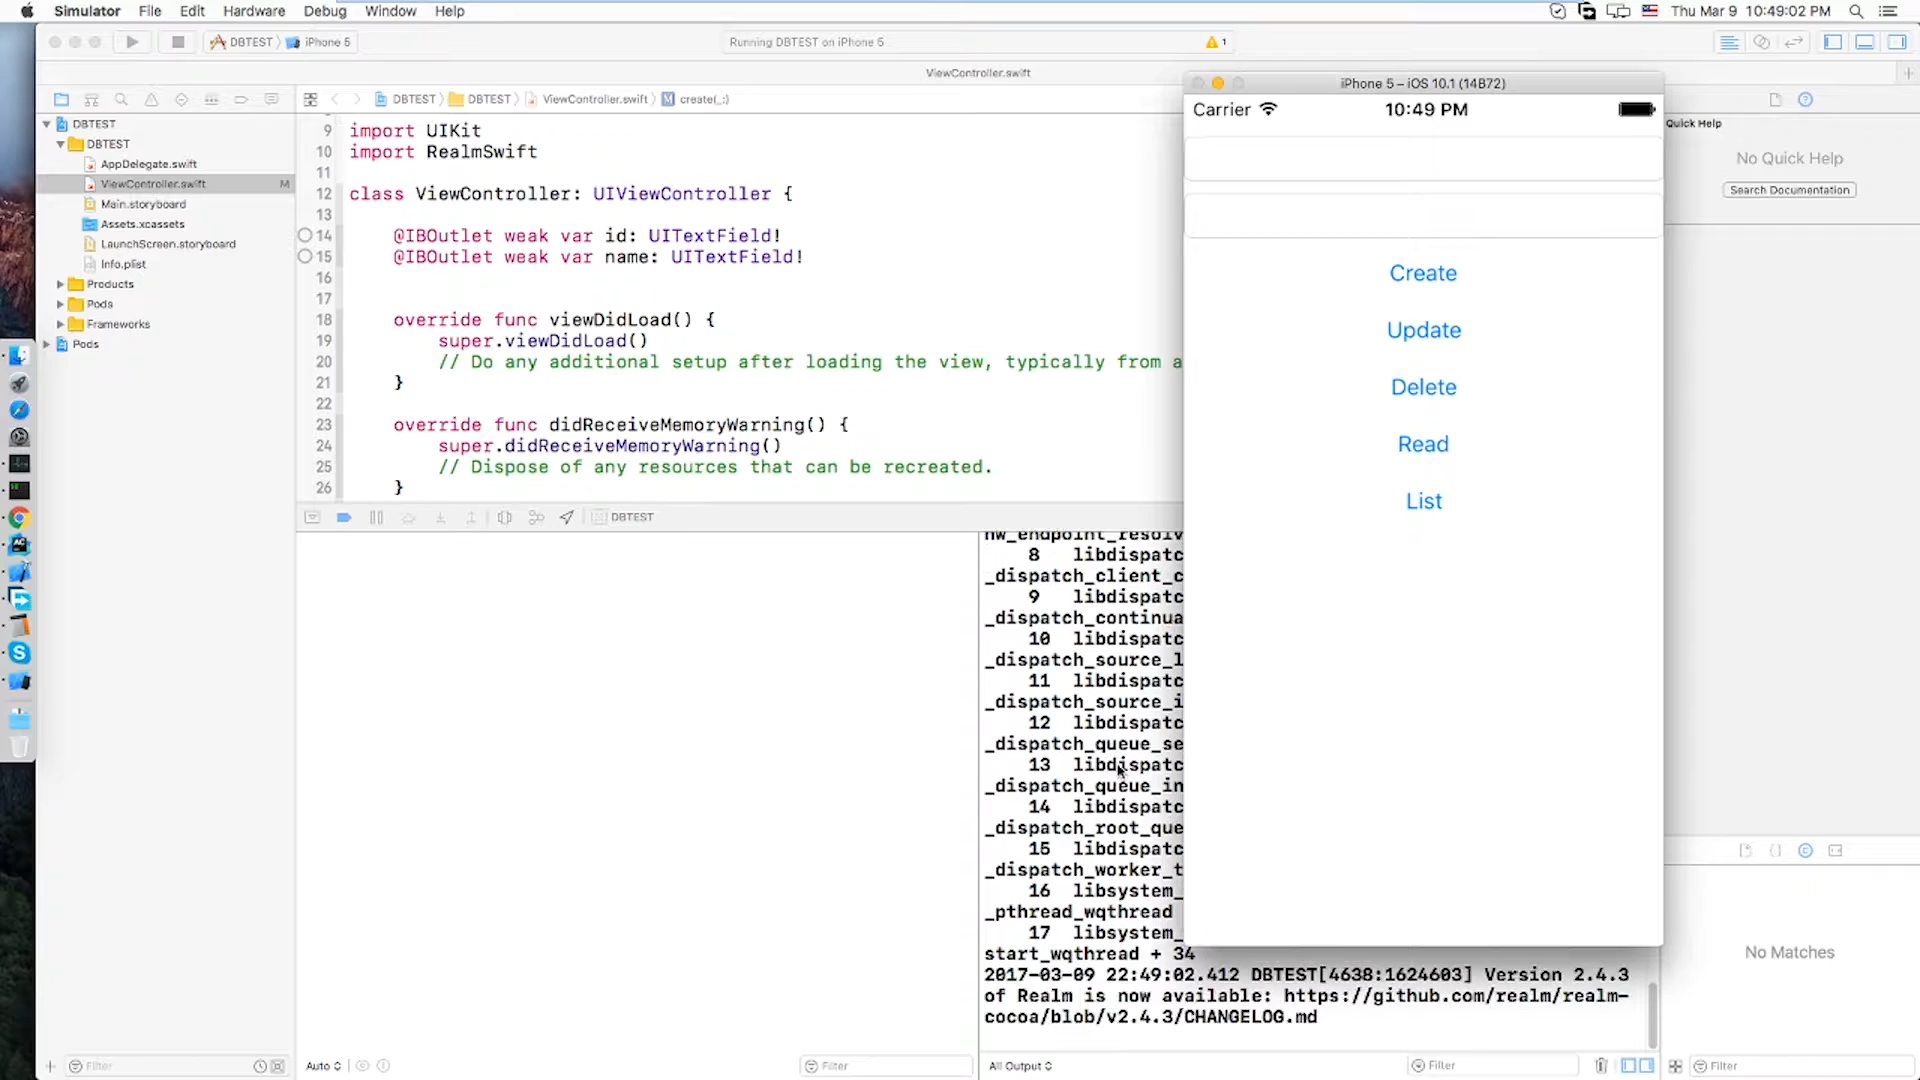 Simulator File Edit Hardware Debug Window Help Thu Mar 9 10:49:02 PM
DBTEST iPhone 5 Running DBTEST on iPhone 5 1
ViewController.swift
DBTEST DBTEST ViewController.swift M create(_:)
DBTEST
DBTEST
AppDelegate.swift
ViewController.swift M
Main.storyboard
Assets.xcassets
LaunchScreen.storyboard
Info.plist
Products
Pods
Frameworks
Pods
9 import UIKit
10 import RealmSwift
11
12 class ViewController: UIViewController {
13
14 @IBOutlet weak var id: UITextField!
15 @IBOutlet weak var name: UITextField!
16
17
18 override func viewDidLoad() {
19 super.viewDidLoad()
20 // Do any additional setup after loading the view, typically from a
21 }
22
23 override func didReceiveMemoryWarning() {
24 super.didReceiveMemoryWarning()
25 // Dispose of any resources that can be recreated.
26 }
DBTEST
nw_endpoint_resolv
8 libdispatc
_dispatch_client_c
9 libdispatc
_dispatch_continua
10 libdispatc
_dispatch_source_l
11 libdispatc
_dispatch_source_i
12 libdispatc
_dispatch_queue_se
13 libdispatc
_dispatch_queue_in
14 libdispatc
_dispatch_root_que
15 libdispatc
_dispatch_worker_t
16 libsystem_
_pthread_wqthread
17 libsystem_
start_wqthread + 34
2017-03-09 22:49:02.412 DBTEST[4638:1624603] Version 2.4.3
of Realm is now available: https://github.com/realm/realm-
cocoa/blob/v2.4.3/CHANGELOG.md
iPhone 5 – iOS 10.1 (14B72)
Carrier 10:49 PM
Create
Update
Delete
Read
List
Quick Help
No Quick Help
Search Documentation
No Matches
Filter Auto Filter All Output Filter Filter